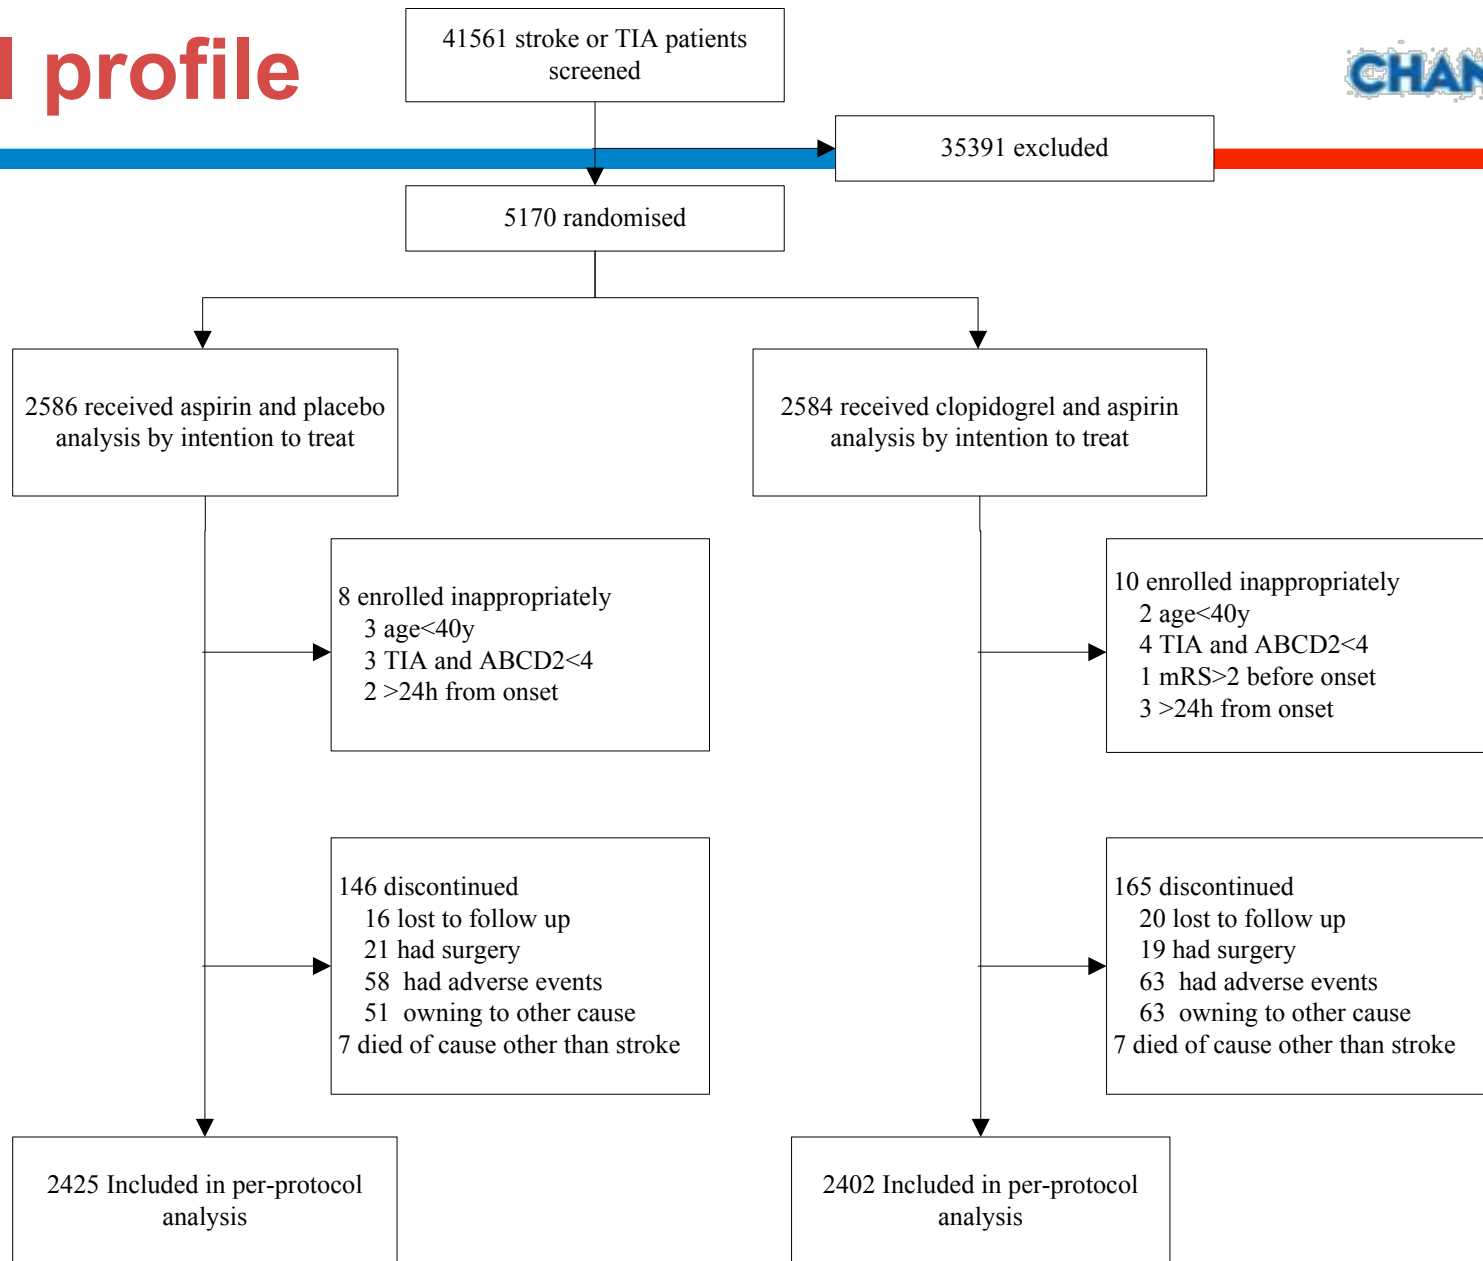 l profile
CHAN
41561 stroke or TIA patients
screened
35391 excluded
5170 randomised
2586 received aspirin and placebo
analysis by intention to treat
2584 received clopidogrel and aspirin
analysis by intention to treat
8 enrolled inappropriately
3 age<40y
3 TIA and ABCD2<4
2 >24h from onset
10 enrolled inappropriately
2 age<40y
4 TIA and ABCD2<4
1 mRS>2 before onset
3 >24h from onset
146 discontinued
16 lost to follow up
21 had surgery
58 had adverse events
51 owning to other cause
7 died of cause other than stroke
165 discontinued
20 lost to follow up
19 had surgery
63 had adverse events
63 owning to other cause
7 died of cause other than stroke
2425 Included in per-protocol
analysis
2402 Included in per-protocol
analysis